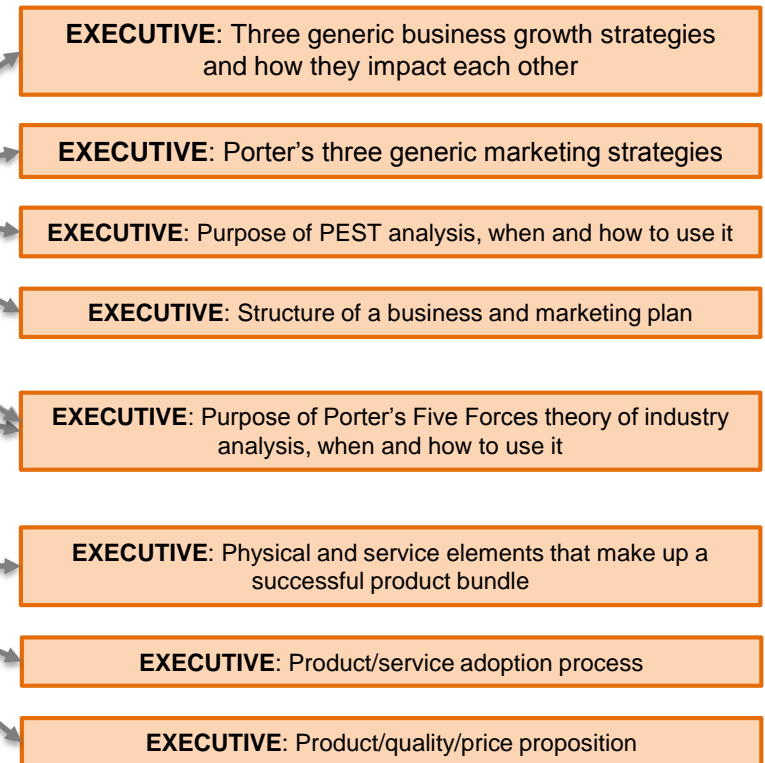 EXECUTIVE: Three generic business growth strategies
and how they impact each other
EXECUTIVE: Porter’s three generic marketing strategies
EXECUTIVE: Purpose of PEST analysis, when and how to use it
EXECUTIVE: Structure of a business and marketing plan
EXECUTIVE: Purpose of Porter’s Five Forces theory of industry
analysis, when and how to use it
EXECUTIVE: Physical and service elements that make up a
successful product bundle
EXECUTIVE: Product/service adoption process
EXECUTIVE: Product/quality/price proposition